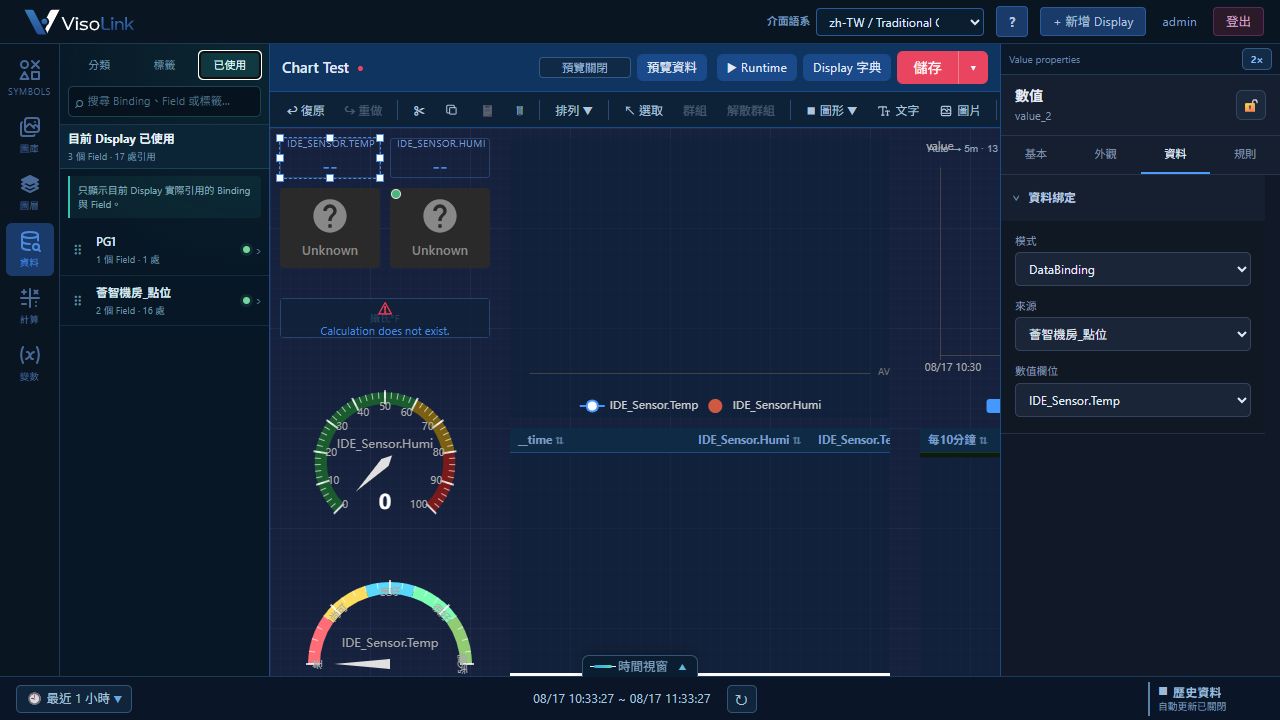 VisoLink
介面語系
zh-TW / Traditional C
?
+ 新增 Display
admin
登出
SYMBOLS
圖庫
圖層
資料
計算
(x)
變數
分類
標籤
已使用
搜尋 Binding、Field 或標籤...
目前 Display 已使用
3 個 Field · 17 處引用
只顯示目前 Display 實際引用的 Binding
與 Field。
PG1
1 個 Field · 1 處
薈智機房_點位
2 個 Field · 16 處
Chart Test
預覽關閉
預覽資料
▶ Runtime
Display 字典
儲存
▾
↩ 復原
↪ 重做
排列 ▼
↖ 選取
群組
解散群組
■ 圖形 ▼
文字
圖片
IDE_SENSOR.TEMP
--
IDE_SENSOR.HUMI
--
?
Unknown
?
Unknown
Calculation does not exist.
0
10
20
30
40
50
60
70
80
90
100
IDE_Sensor.Humi
0
IDE_Sensor.Temp
AV
IDE_Sensor.Temp
IDE_Sensor.Humi
__time
IDE_Sensor.Humi
IDE_Sensor.Te
value
Auto → 5m · 13
08/17 10:30
每10分鐘
時間視窗 ▲
Value properties
2×
數值
value_2
基本
外觀
資料
規則
資料綁定
模式
DataBinding
來源
薈智機房_點位
數值欄位
IDE_Sensor.Temp
最近 1 小時 ▼
08/17 10:33:27 ~ 08/17 11:33:27
↻
■ 歷史資料
自動更新已關閉